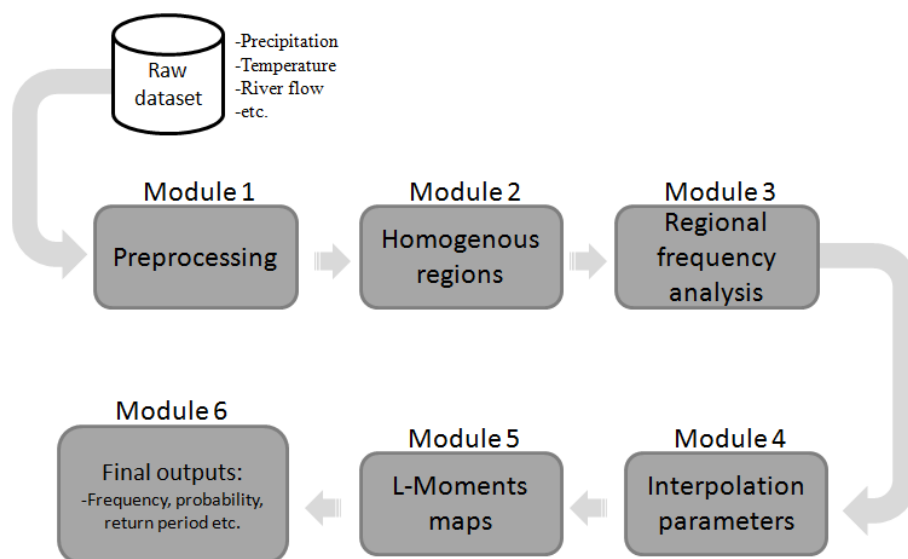 Raw
dataset
-Precipitation
-Temperature
-River flow
-etc.
Module 1
Preprocessing
Module 2
Homogenous
regions
Module 3
Regional
frequency
analysis
Module 4
Interpolation
parameters
Module 5
L-Moments
maps
Module 6
Final outputs:
-Frequency, probability,
return period etc.